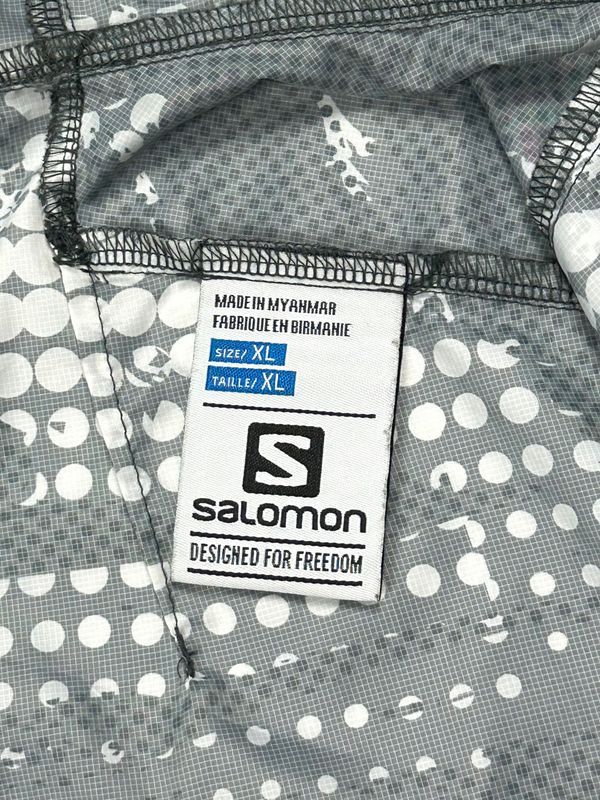 MADE IN MYANMAR
FABRIQUE EN BIRMANIE
SIZE/ XL
TAILLE/ XL
S
SALOMON
DESIGNED FOR FREEDOM